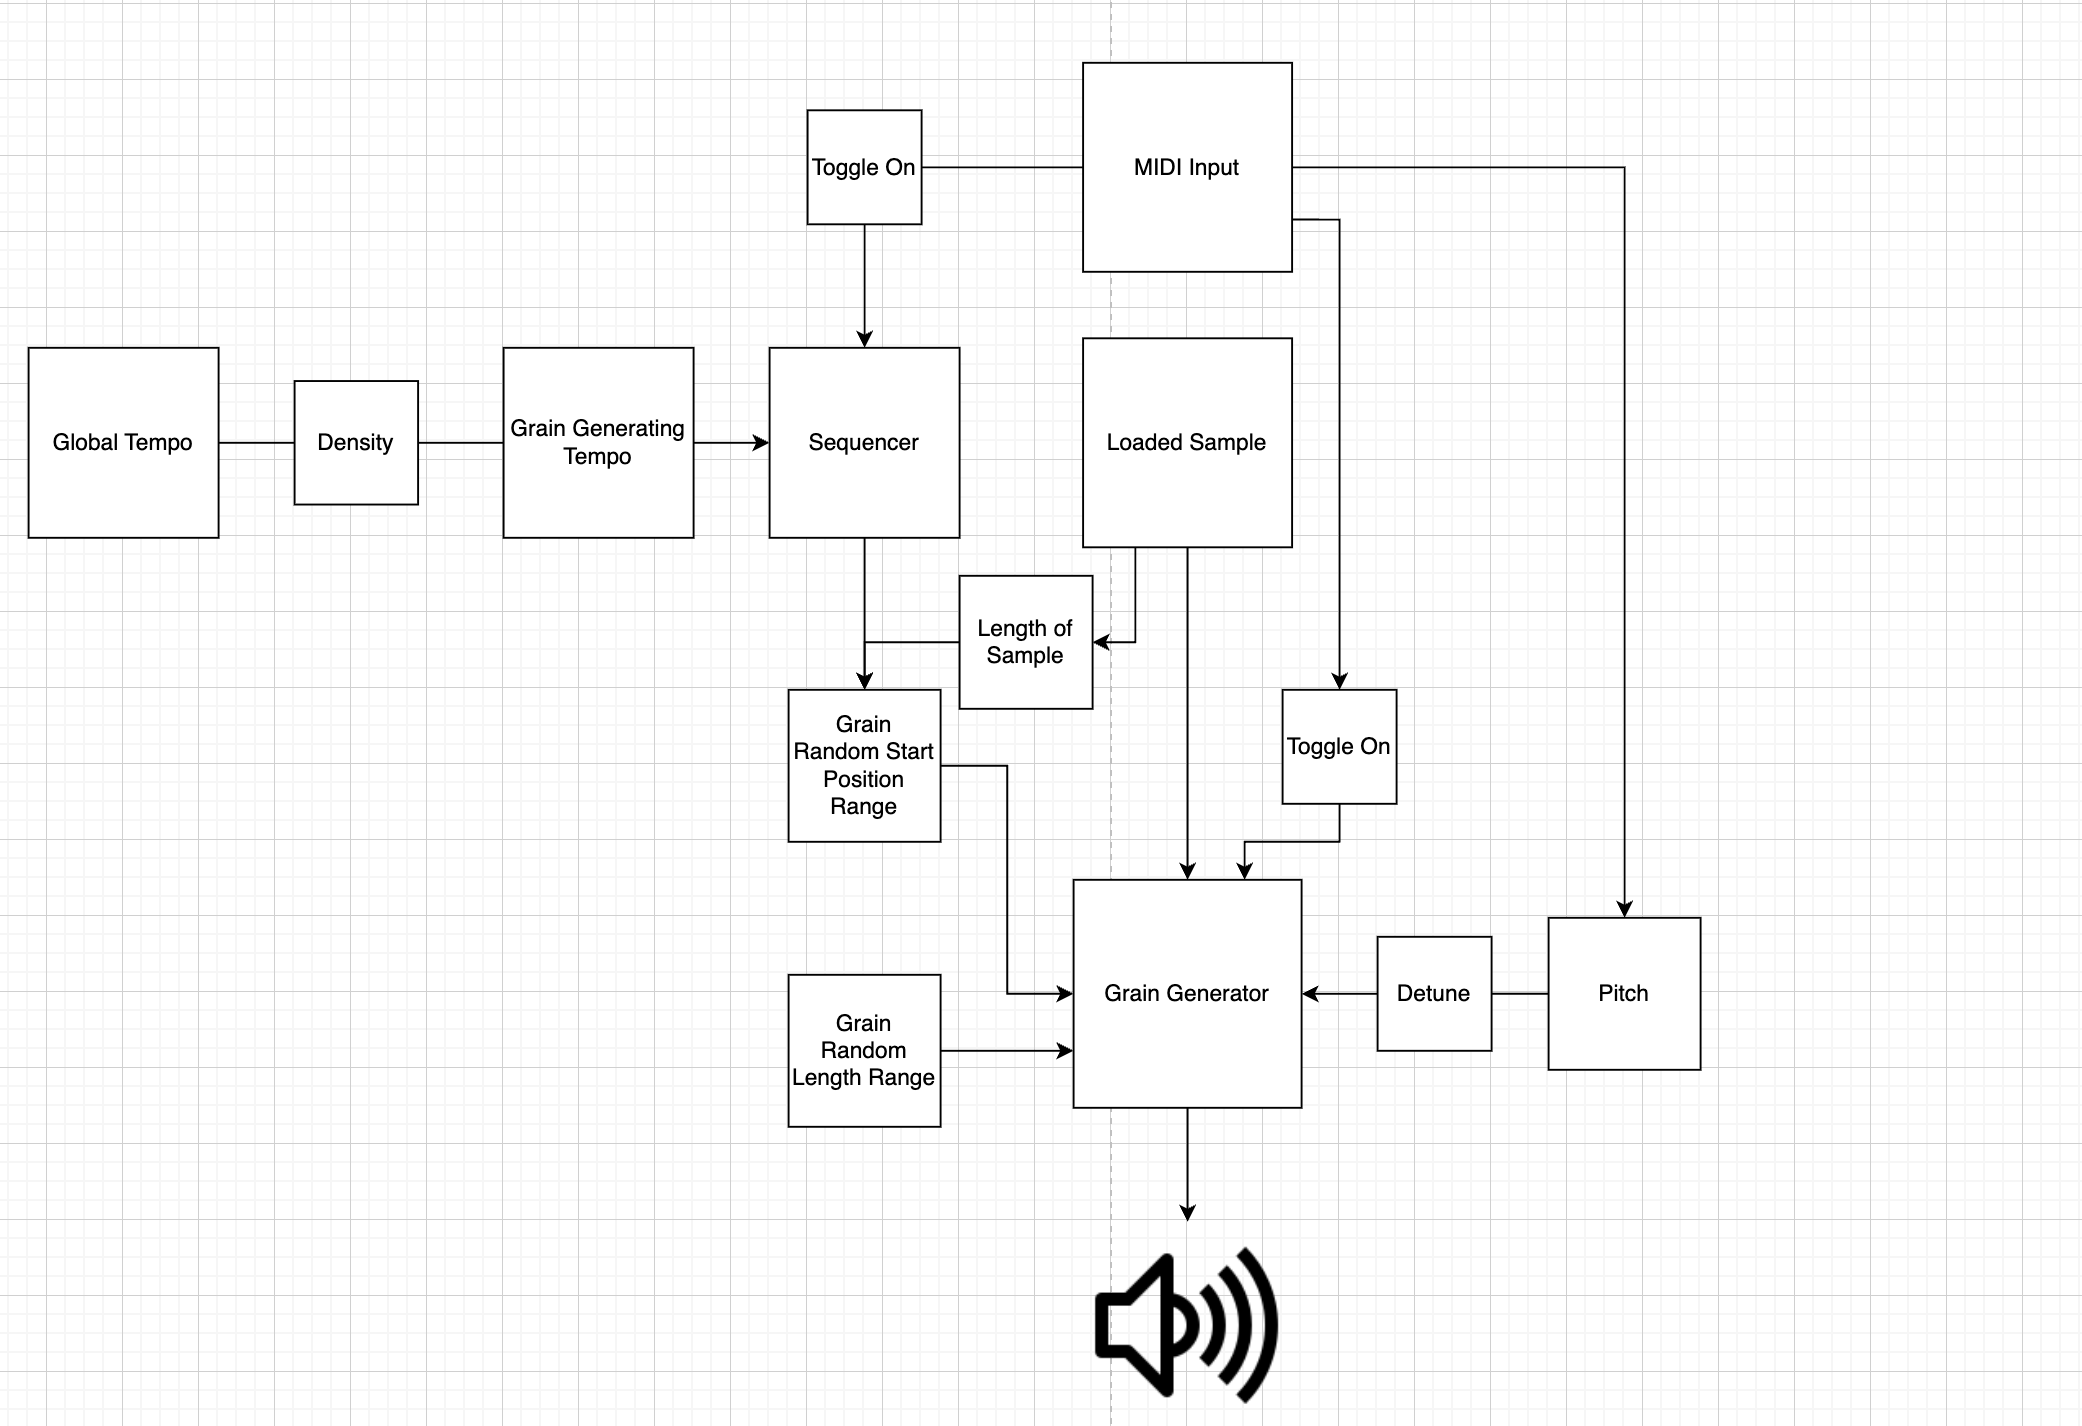 Toggle On
MIDI Input
Global Tempo
Density
Grain Generating
Tempo
Sequencer
Loaded Sample
Length of
Sample
Grain
Random Start
Position
Range
Toggle On
Grain Generator
Detune
Pitch
Grain
Random
Length Range